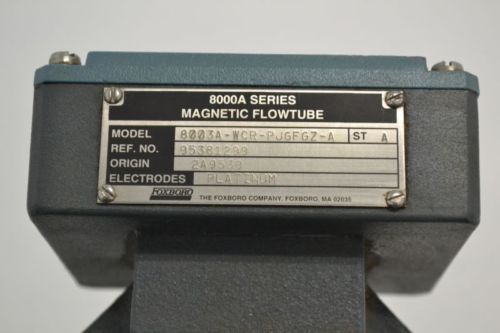 8000A SERIES
MAGNETIC FLOWTUBE
MODEL 8003A-WCR-PJGFGZ-A ST A
REF. NO. 95381299
ORIGIN 2A9538
ELECTRODES PLATINUM
FOXBORO THE FOXBORO COMPANY, FOXBORO, MA 02035